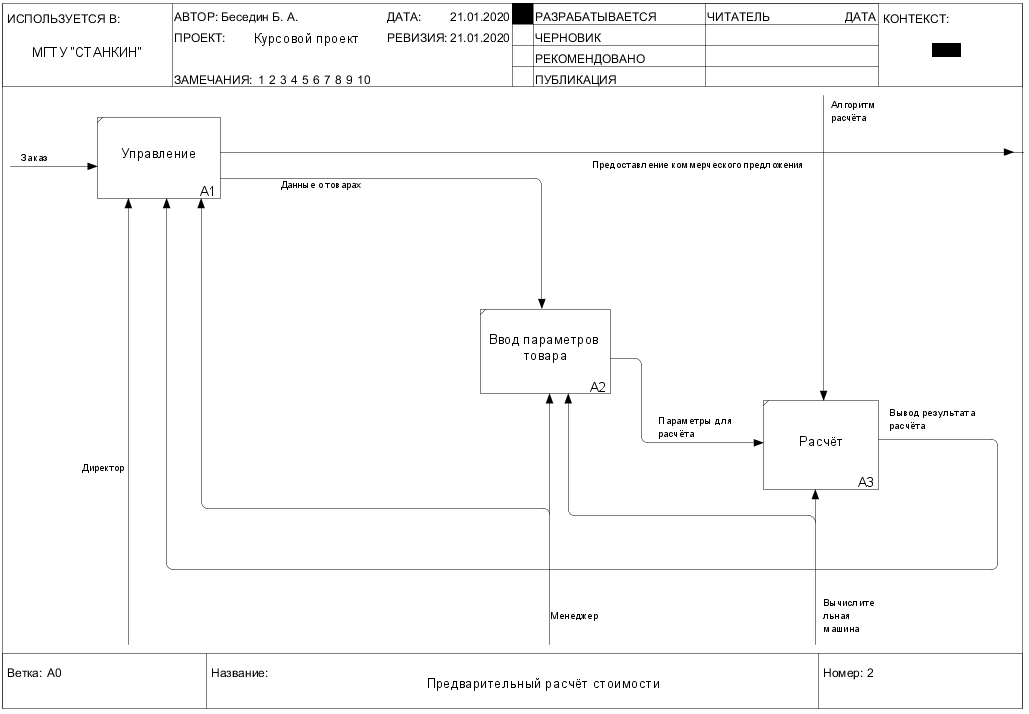 ИСПОЛЬЗУЕТСЯ В:
МГТУ "СТАНКИН"
АВТОР: Беседин Б. А.
ДАТА: 21.01.2020
ПРОЕКТ: Курсовой проект
РЕВИЗИЯ: 21.01.2020
ЗАМЕЧАНИЯ: 1 2 3 4 5 6 7 8 9 10
РАЗРАБАТЫВАЕТСЯ
ЧЕРНОВИК
РЕКОМЕНДОВАНО
ПУБЛИКАЦИЯ
ЧИТАТЕЛЬ ДАТА
КОНТЕКСТ:
Алгоритм
расчёта
Заказ
Управление
A1
Предоставление коммерческого предложения
Данные о товарах
Ввод параметров
товара
A2
Параметры для
расчёта
Расчёт
A3
Вывод результата
расчёта
Директор
Менеджер
Вычислите
льная
машина
Ветка: A0
Название:
Предварительный расчёт стоимости
Номер: 2